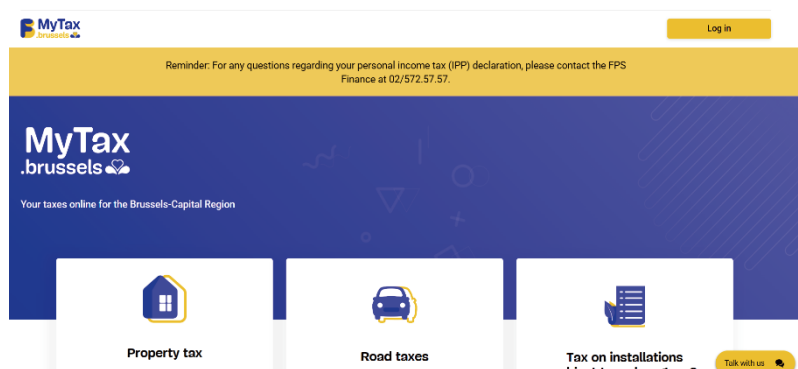 MyTax
.brussels
Log in
Reminder: For any questions regarding your personal income tax (IPP) declaration, please contact the FPS
Finance at 02/572.57.57.
MyTax
.brussels
Your taxes online for the Brussels-Capital Region
Property tax
Road taxes
Tax on installations
Talk with us